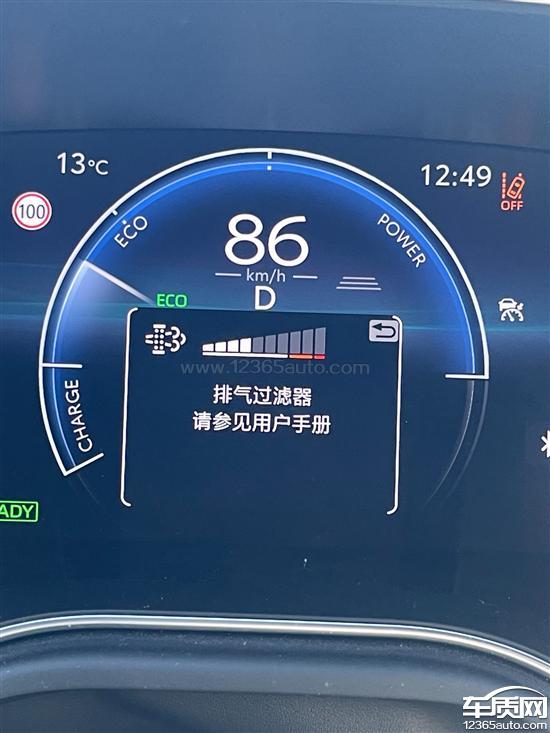 13°C
12:49
100
OFF
ECO
POWER
86
km/h
ECO
D
www.12365auto.com
排气过滤器
请参见用户手册
CHARGE
ADY
车质网
12365auto.com